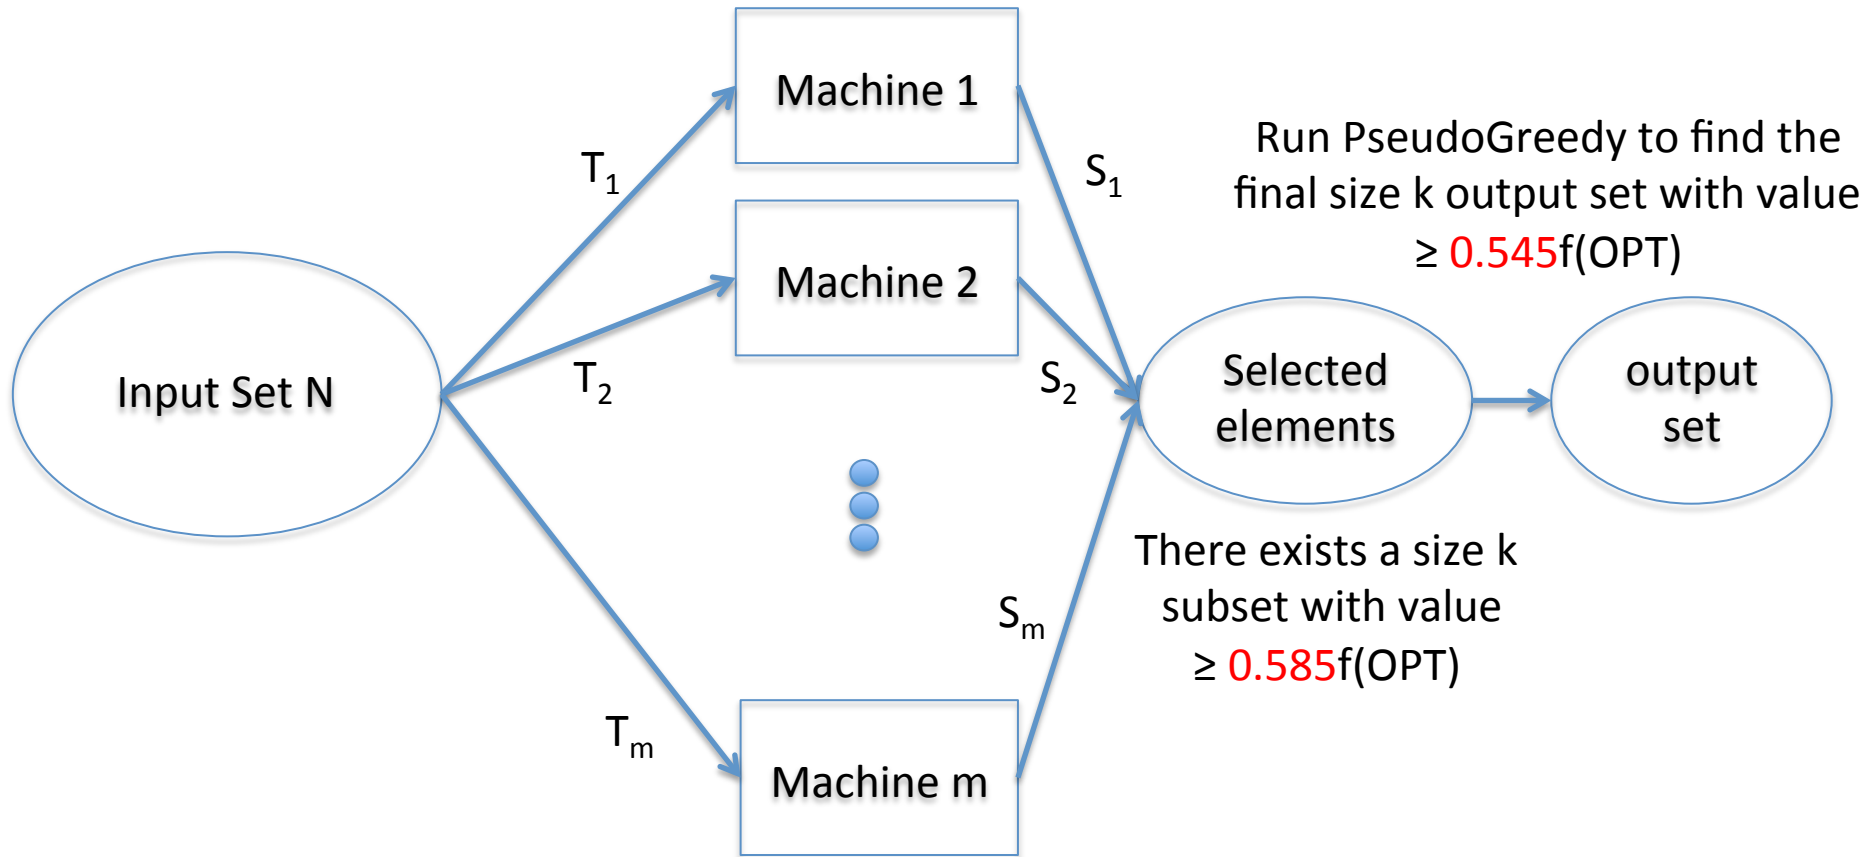 Machine 1
Run PseudoGreedy to find the
final size k output set with value
≥ 0.545f(OPT)
T1
S1
Machine 2
Input Set N
T2
S2
Selected
elements
output
set
There exists a size k
subset with value
≥ 0.585f(OPT)
Sm
Tm
Machine m